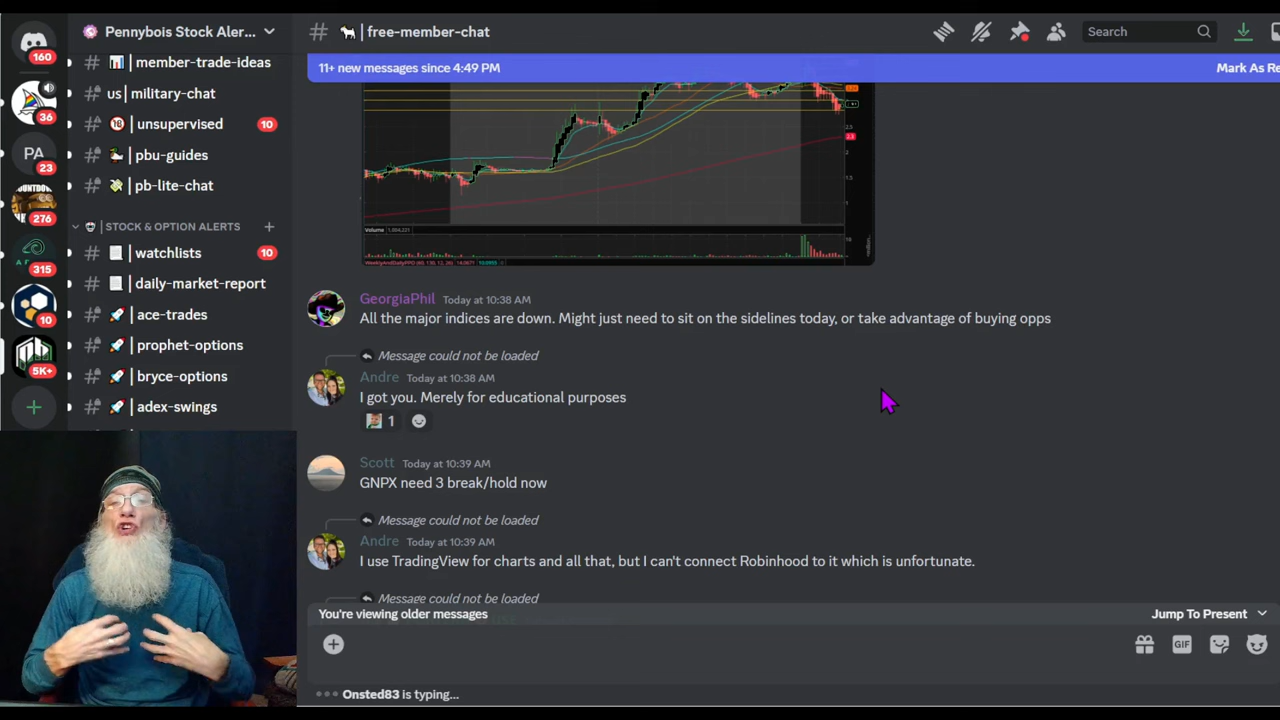 160
36
PA
23
COUNTDOWN
276
315
10
5K+
Pennybois Stock Aler...
member-trade-ideas
us | military-chat
unsupervised
10
pbu-guides
pb-lite-chat
STOCK & OPTION ALERTS
watchlists
10
daily-market-report
ace-trades
prophet-options
bryce-options
adex-swings
# | free-member-chat
Search
11+ new messages since 4:49 PM
Mark As Re
Volume
GeorgiaPhil Today at 10:38 AM
All the major indices are down. Might just need to sit on the sidelines today, or take advantage of buying opps
Message could not be loaded
Andre Today at 10:38 AM
I got you. Merely for educational purposes
1
Scott Today at 10:39 AM
GNPX need 3 break/hold now
Message could not be loaded
Andre Today at 10:39 AM
I use TradingView for charts and all that, but I can't connect Robinhood to it which is unfortunate.
Message could not be loaded
You're viewing older messages
Jump To Present
GIF
Onsted83 is typing...